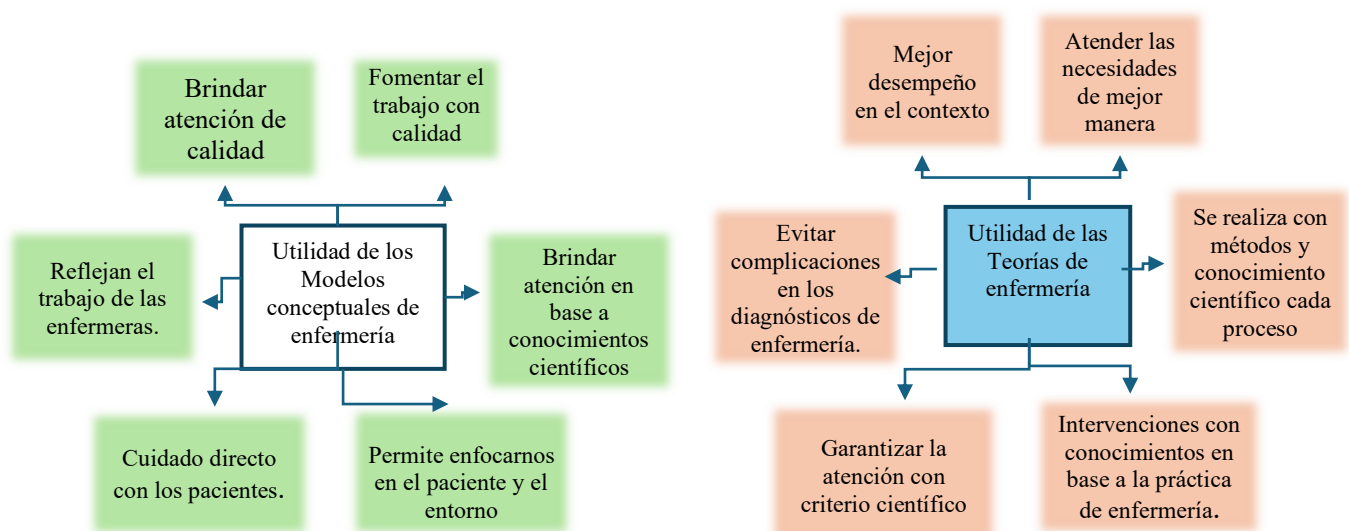 Brindar
atención de
calidad
Fomentar el
trabajo con
calidad
Reflejan el
trabajo de las
enfermeras.
Utilidad de los
Modelos
conceptuales de
enfermería
Brindar
atención en
base a
conocimientos
científicos
Cuidado directo
con los pacientes.
Permite enfocarnos
en el paciente y el
entorno
Mejor
desempeño
en el contexto
Atender las
necesidades
de mejor
manera
Evitar
complicaciones
en los
diagnósticos de
enfermería.
Utilidad de las
Teorías de
enfermería
Se realiza con
métodos y
conocimiento
científico cada
proceso
Garantizar la
atención con
criterio científico
Intervenciones con
conocimientos en
base a la práctica
de enfermería.